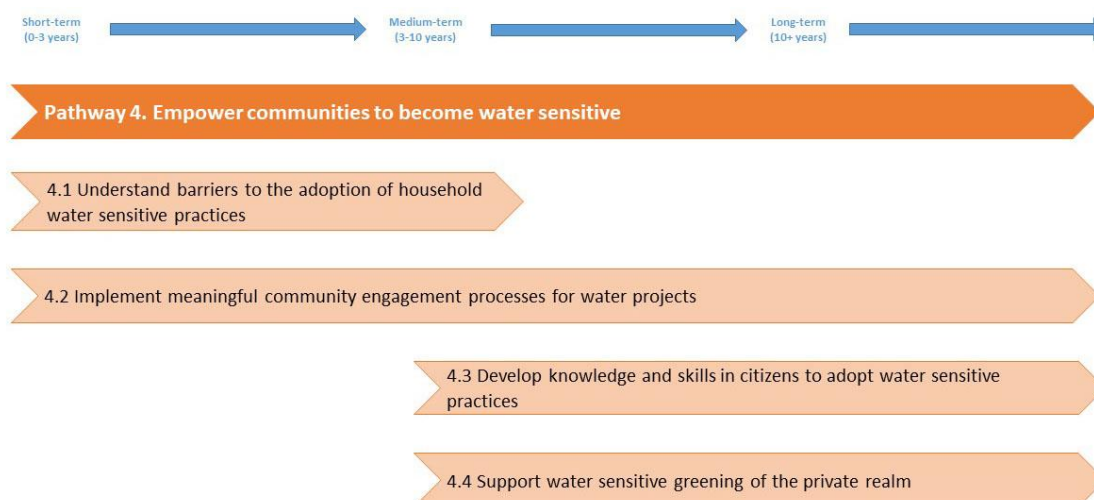 Short-term
(0-3 years)
Medium-term
(3-10 years)
Long-term
(10+ years)
Pathway 4. Empower communities to become water sensitive
4.1 Understand barriers to the adoption of household
water sensitive practices
4.2 Implement meaningful community engagement processes for water projects
4.3 Develop knowledge and skills in citizens to adopt water sensitive
practices
4.4 Support water sensitive greening of the private realm